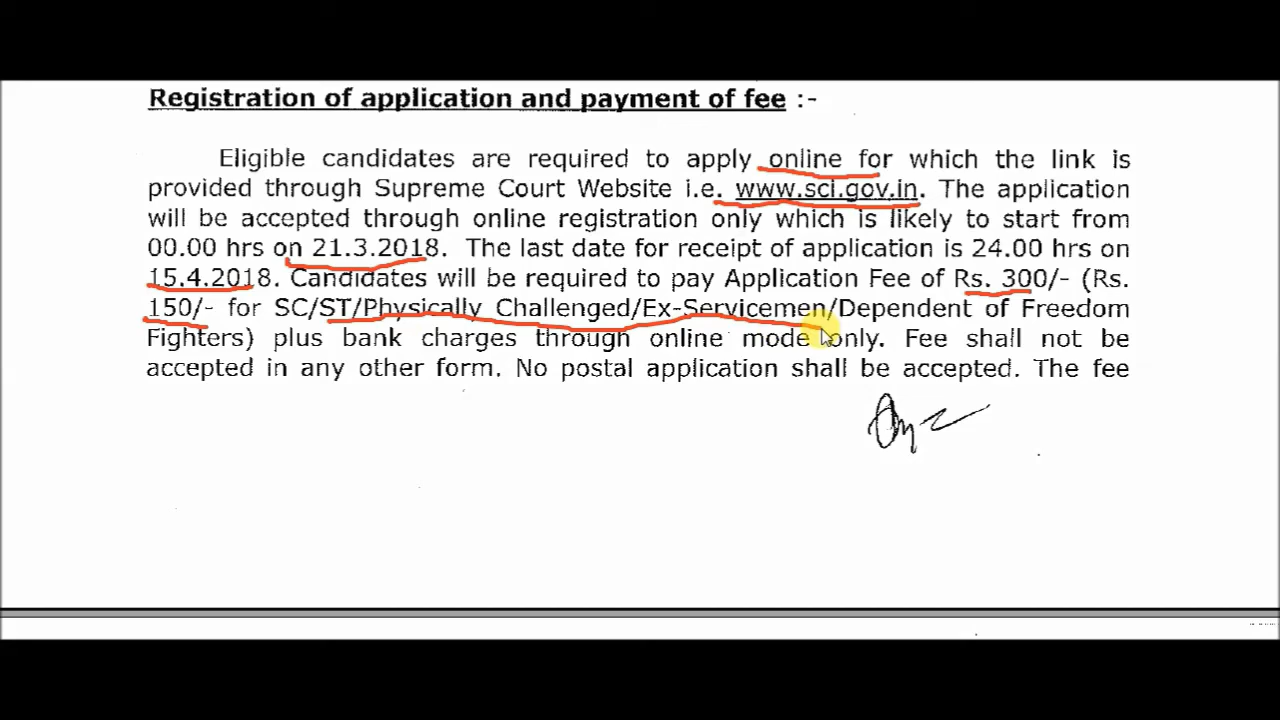 Registration of application and payment of fee :-
Eligible candidates are required to apply online for which the link is
provided through Supreme Court Website i.e. www.sci.gov.in. The application
will be accepted through online registration only which is likely to start from
00.00 hrs on 21.3.2018. The last date for receipt of application is 24.00 hrs on
15.4.2018. Candidates will be required to pay Application Fee of Rs. 300/- (Rs.
150/- for SC/ST/Physically Challenged/Ex-Servicemen/Dependent of Freedom
Fighters) plus bank charges through online mode only. Fee shall not be
accepted in any other form. No postal application shall be accepted. The fee